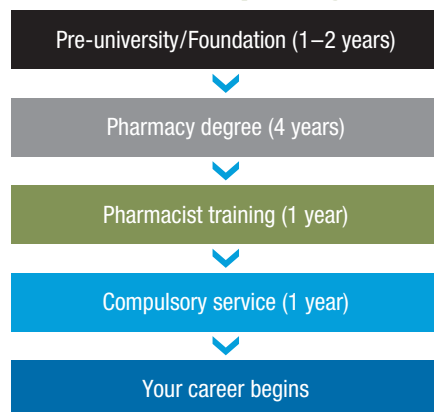 Pre-university/Foundation (1–2 years)
Pharmacy degree (4 years)
Pharmacist training (1 year)
Compulsory service (1 year)
Your career begins